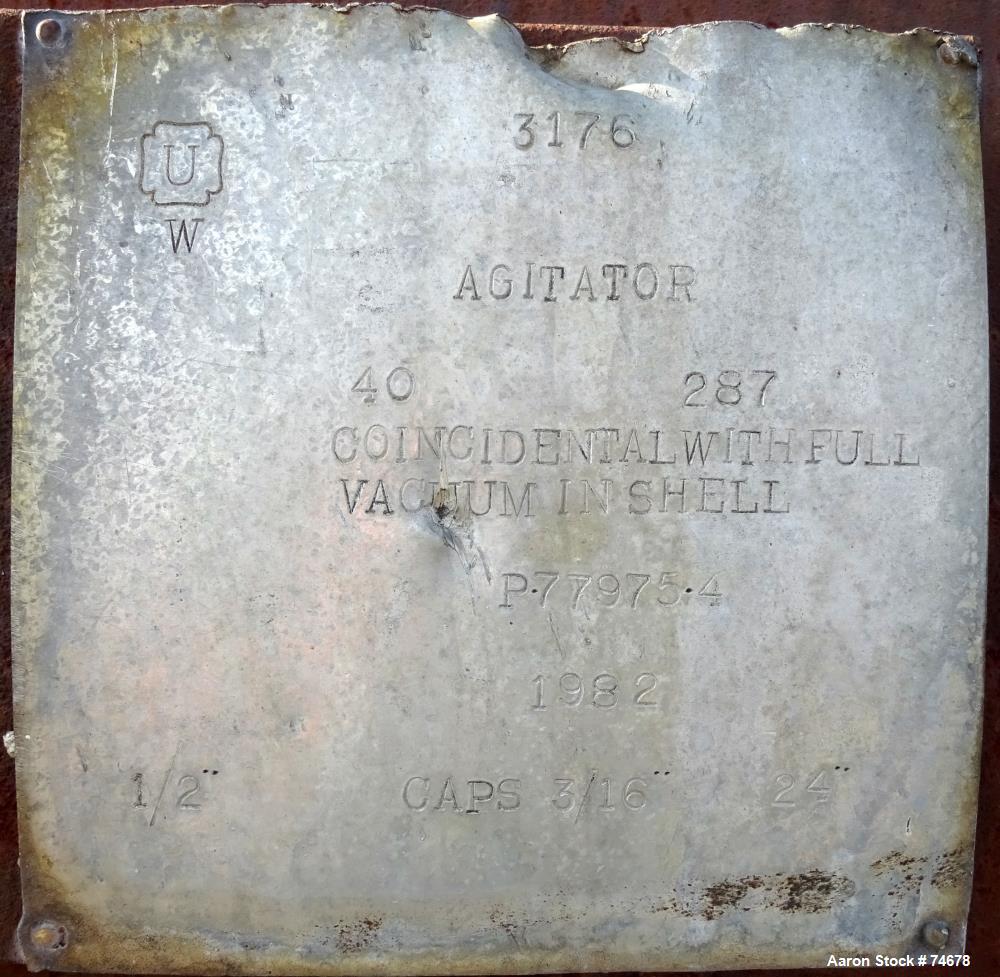 3176
U
W
AGITATOR
40 287
COINCIDENTAL WITH FULL
VACUUM IN SHELL
P·77975·4
1982
1/2" CAPS 3/16" 24"
Aaron Stock # 74678